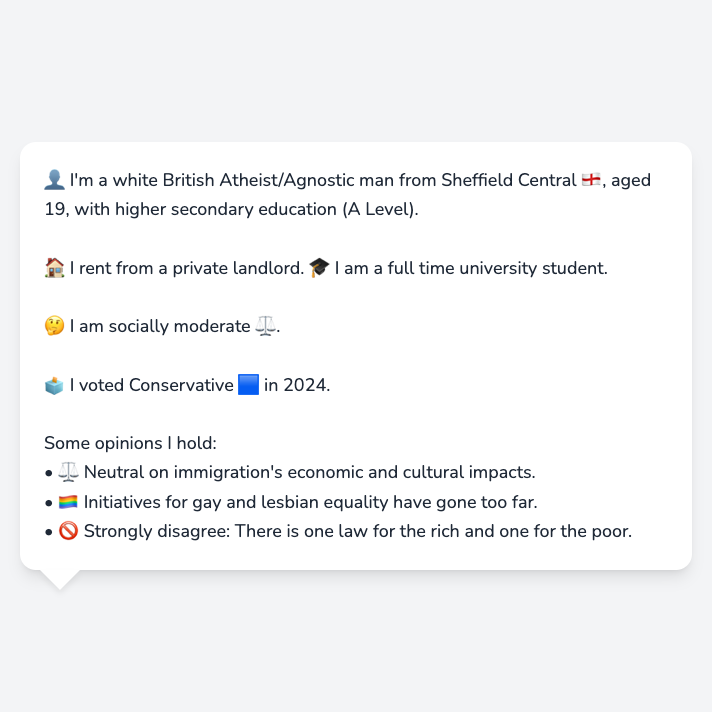 👤 I'm a white British Atheist/Agnostic man from Sheffield Central 🏴󠁧󠁢󠁥󠁮󠁧󠁿, aged
19, with higher secondary education (A Level).
🏠 I rent from a private landlord. 🎓 I am a full time university student.
🤔 I am socially moderate ⚖️.
🗳️ I voted Conservative 🟦 in 2024.
Some opinions I hold:
• ⚖️ Neutral on immigration's economic and cultural impacts.
• 🏳️‍🌈 Initiatives for gay and lesbian equality have gone too far.
• 🚫 Strongly disagree: There is one law for the rich and one for the poor.